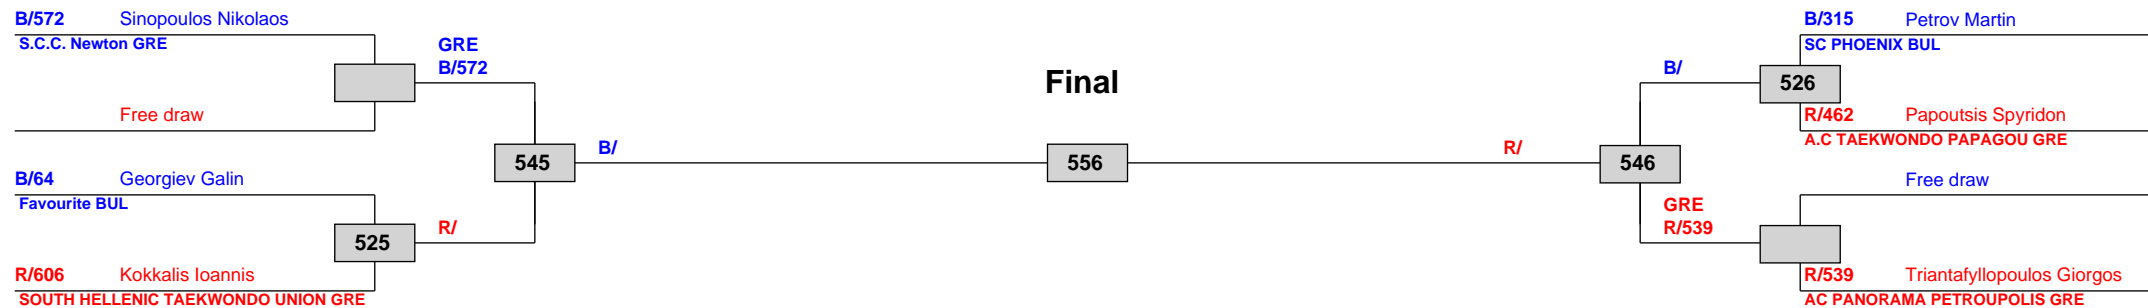 B/572 Sinopoulos Nikolaos
S.C.C. Newton GRE
GRE
B/572
Free draw
545
B/
B/64 Georgiev Galin
Favourite BUL
R/
525
R/606 Kokkalis Ioannis
SOUTH HELLENIC TAEKWONDO UNION GRE
Final
556
B/315 Petrov Martin
SC PHOENIX BUL
B/
526
R/462 Papoutsis Spyridon
A.C TAEKWONDO PAPAGOU GRE
R/
546
Free draw
GRE
R/539
R/539 Triantafyllopoulos Giorgos
AC PANORAMA PETROUPOLIS GRE